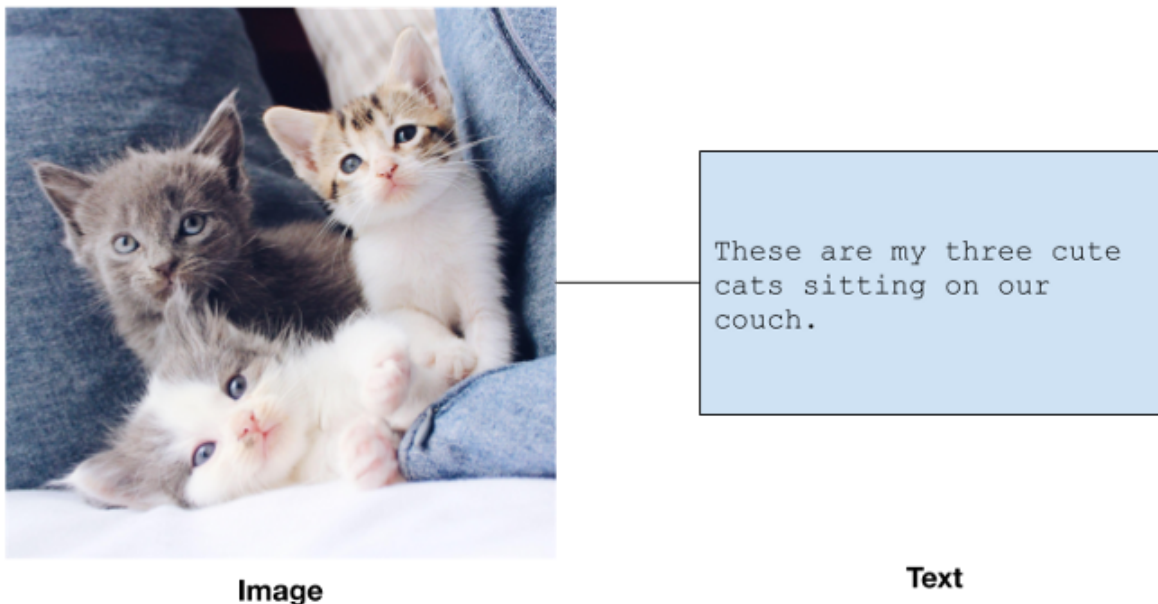 These are my three cute
cats sitting on our
couch.
Image
Text